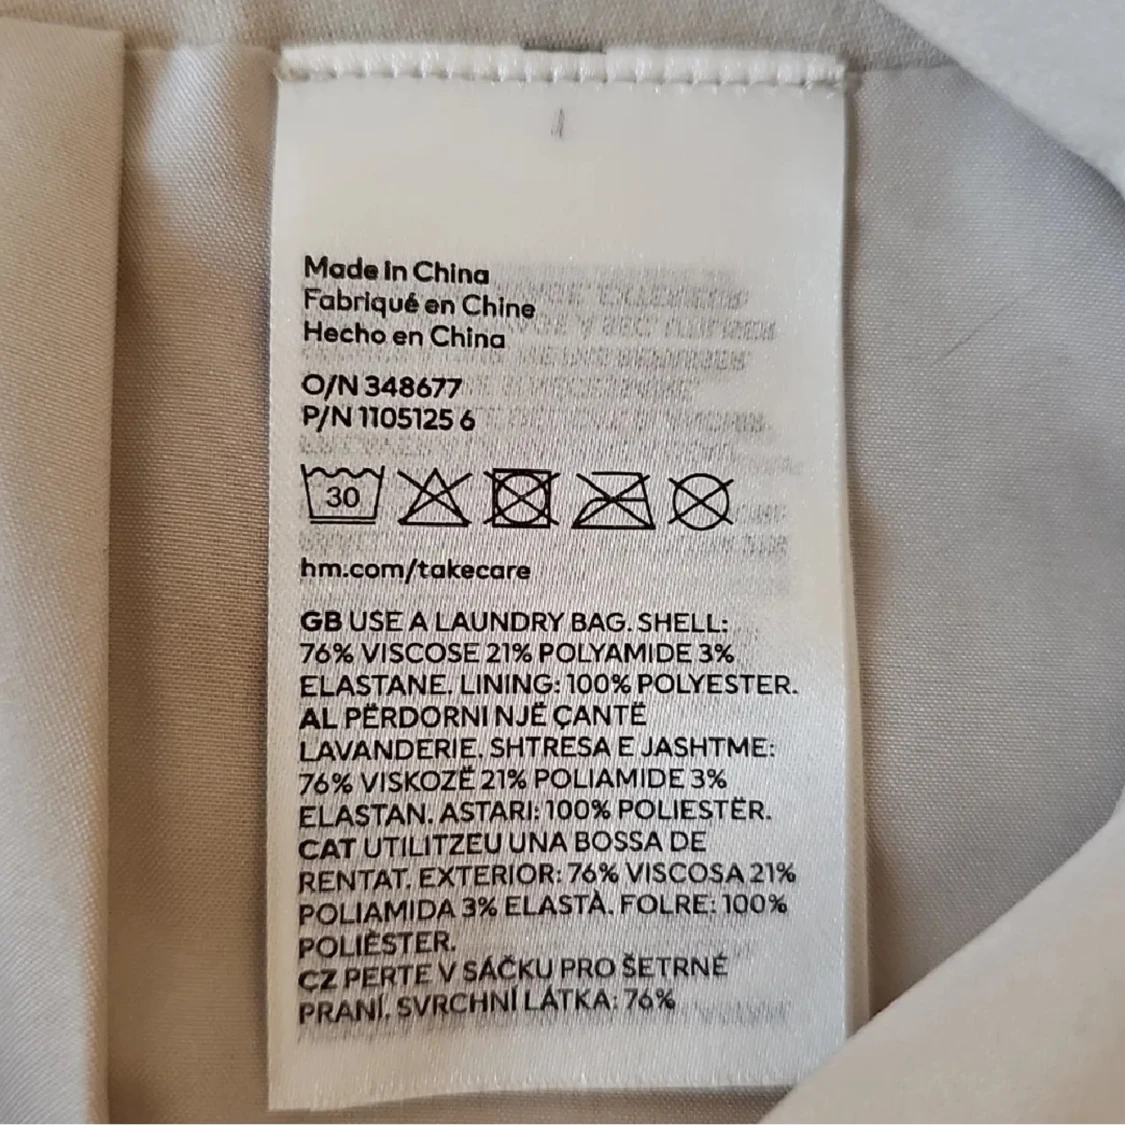 Made in China
Fabriqué en Chine
Hecho en China
O/N 348677
P/N 1105125 6
30
hm.com/takecare
GB USE A LAUNDRY BAG. SHELL:
76% VISCOSE 21% POLYAMIDE 3%
ELASTANE. LINING: 100% POLYESTER.
AL PËRDORNI NJË ÇANTË
LAVANDERIE. SHTRESA E JASHTME:
76% VISKOZË 21% POLIAMIDE 3%
ELASTAN. ASTARI: 100% POLIESTËR.
CAT UTILITZEU UNA BOSSA DE
RENTAT. EXTERIOR: 76% VISCOSA 21%
POLIAMIDA 3% ELASTÀ. FOLRE: 100%
POLIÈSTER.
CZ PERTE V SÁČKU PRO ŠETRNÉ
PRANÍ. SVRCHNÍ LÁTKA: 76%